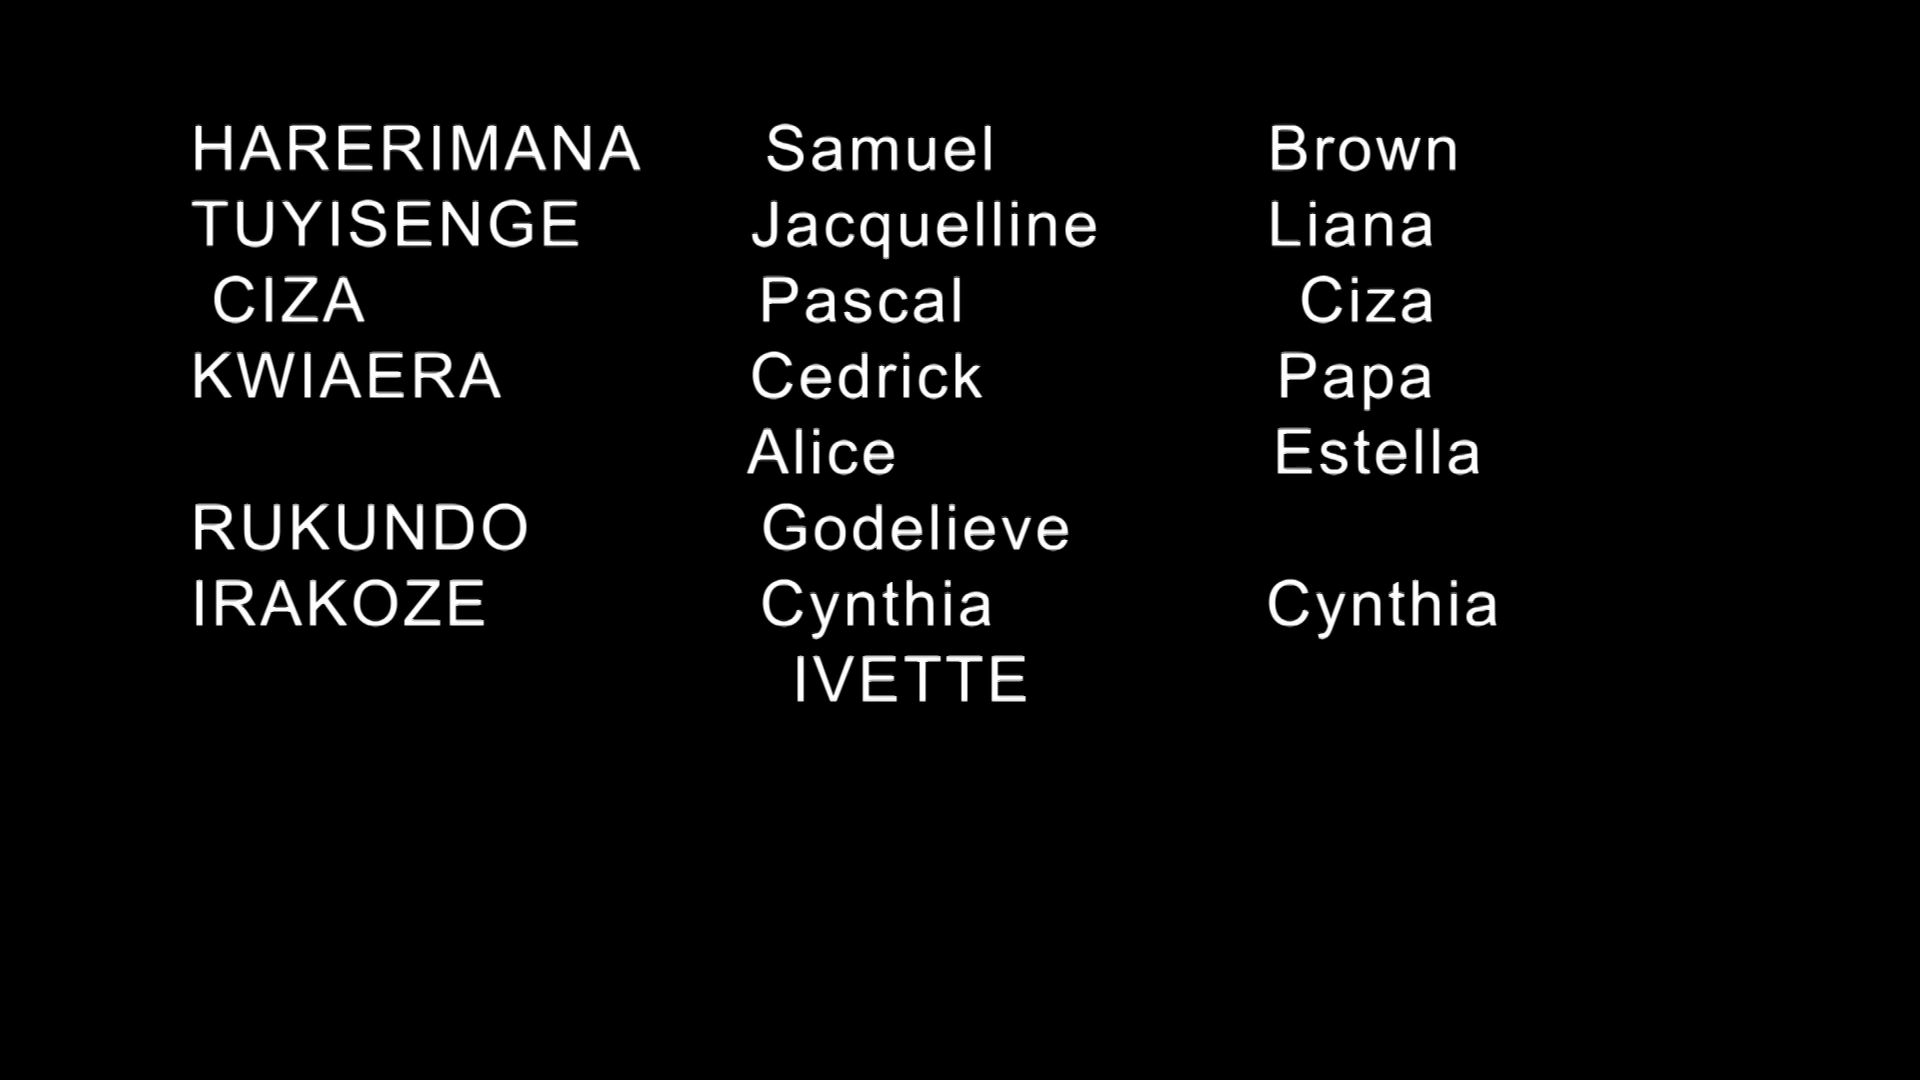 HARERIMANA Samuel Brown
TUYISENGE Jacquelline Liana
CIZA Pascal Ciza
KWIAERA Cedrick Papa
Alice Estella
RUKUNDO Godelieve
IRAKOZE Cynthia Cynthia
IVETTE